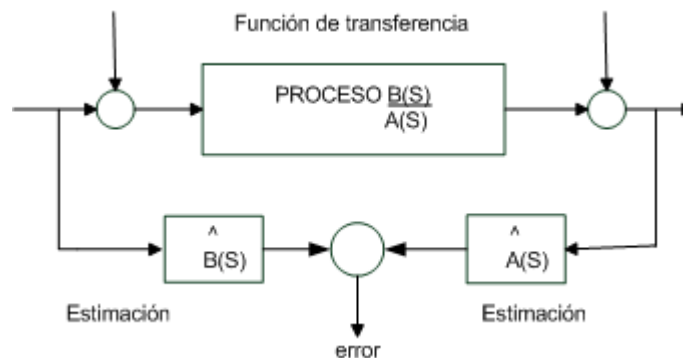 Función de transferencia
PROCESO B(S)
A(S)
^
B(S)
^
A(S)
Estimación
Estimación
error